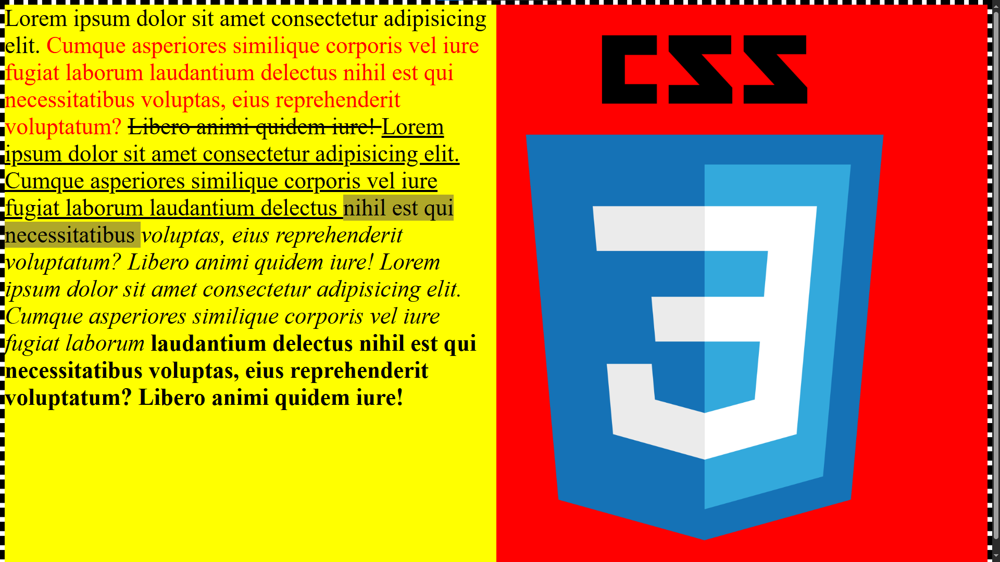 Lorem ipsum dolor sit amet consectetur adipisicing
elit. Cumque asperiores similique corporis vel iure
fugiat laborum laudantium delectus nihil est qui
necessitatibus voluptas, eius reprehenderit
voluptatum? Libero animi quidem iure! Lorem
ipsum dolor sit amet consectetur adipisicing elit.
Cumque asperiores similique corporis vel iure
fugiat laborum laudantium delectus nihil est qui
necessitatibus voluptas, eius reprehenderit
voluptatum? Libero animi quidem iure! Lorem
ipsum dolor sit amet consectetur adipisicing elit.
Cumque asperiores similique corporis vel iure
fugiat laborum laudantium delectus nihil est qui
necessitatibus voluptas, eius reprehenderit
voluptatum? Libero animi quidem iure!
CSS
3